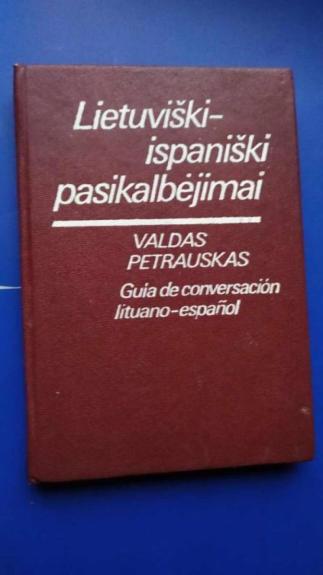 Lietuviški-
ispaniški
pasikalbėjimai
VALDAS
PETRAUSKAS
Guia de conversación
lituano-español